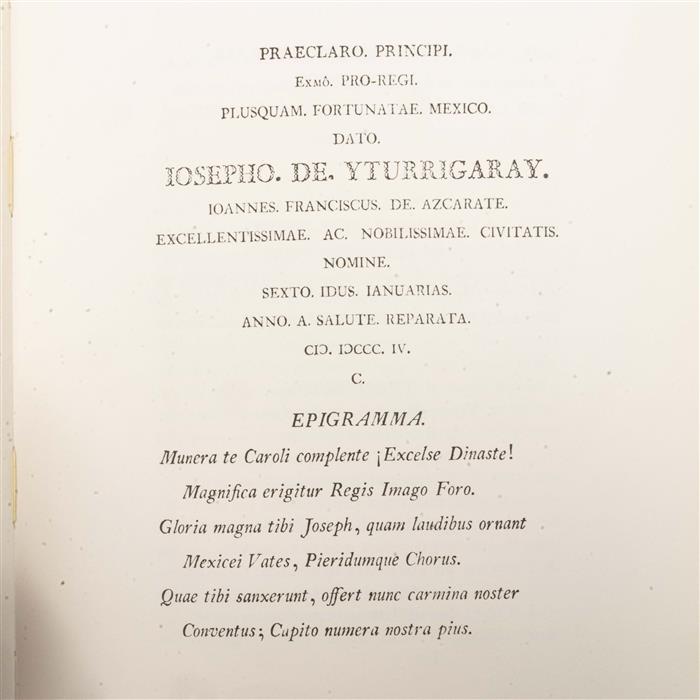 PRAECLARO. PRINCIPI.
EXMÔ. PRO-REGI.
PLUSQUAM. FORTUNATAE. MEXICO.
DATO.
IOSEPHO. DE. YTURRIGARAY.
IOANNES. FRANCISCUS. DE. AZCARATE.
EXCELLENTISSIMAE. AC. NOBILISSIMAE. CIVITATIS.
NOMINE.
SEXTO. IDUS. IANUARIAS.
ANNO. A. SALUTE. REPARATA.
CIↃ. IↃCCC. IV.
C.
EPIGRAMMA.
Munera te Caroli complente ¡Excelse Dinaste!
Magnifica erigitur Regis Imago Foro.
Gloria magna tibi Joseph, quam laudibus ornant
Mexicei Vates, Pieridumque Chorus.
Quae tibi sanxerunt, offert nunc carmina noster
Conventus; Capito numera nostra pius.